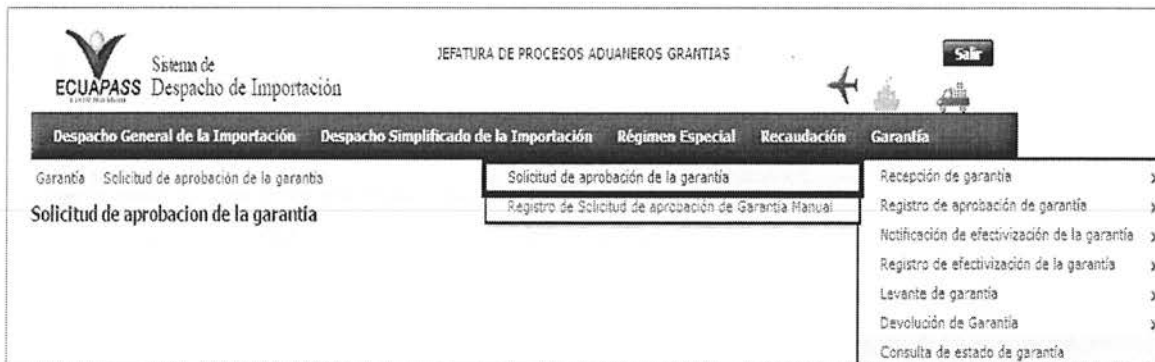 JEFATURA DE PROCESOS ADUANEROS GRANTIAS
Salir
ECUAPASS
Sistema de
Despacho de Importación
Despacho General de la Importación Despacho Simplificado de la Importación Régimen Especial Recaudación Garantía
Garantía Solicitud de aprobación de la garantía
Solicitud de aprobacion de la garantía
Solicitud de aprobación de la garantía
Registro de Solicitud de aprobación de Garantía Manual
Recepción de garantía
Registro de aprobación de garantía
Notificación de efectivización de la garantía
Registro de efectivización de la garantía
Levante de garantía
Devolución de Garantía
Consulta de estado de garantía